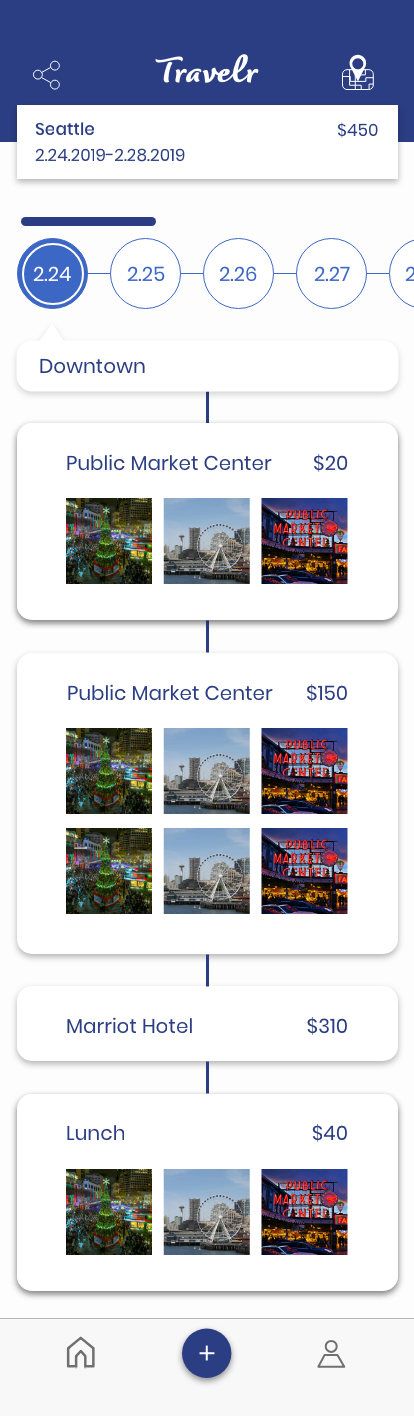 Travelr
Seattle $450
2.24.2019-2.28.2019
2.24 2.25 2.26 2.27 2
Downtown
Public Market Center $20
PUBLIC
MARKET
CENTER
Public Market Center $150
PUBLIC
MARKET
CENTER
PUBLIC
MARKET
CENTER
Marriot Hotel $310
Lunch $40
PUBLIC
MARKET
CENTER